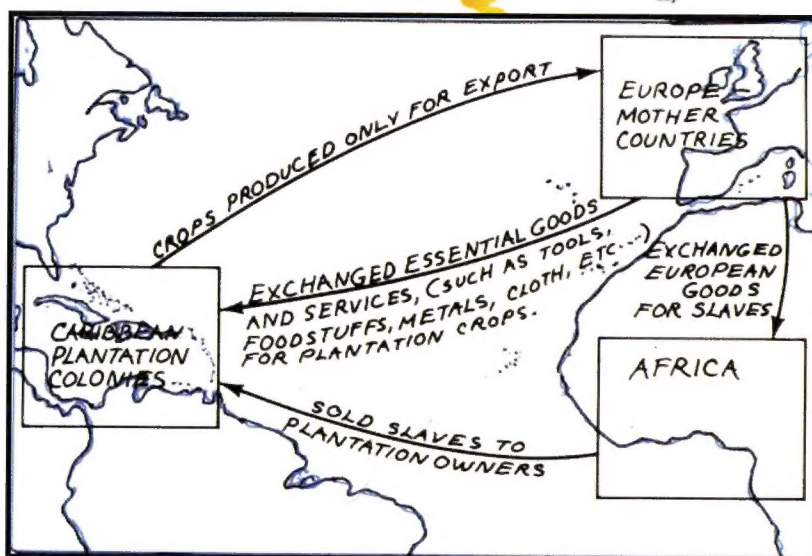 EUROPE -
MOTHER
COUNTRIES
CROPS PRODUCED ONLY FOR EXPORT
EXCHANGED ESSENTIAL GOODS
AND SERVICES, (SUCH AS TOOLS,
FOODSTUFFS, METALS, CLOTH, ETC....)
FOR PLANTATION CROPS.
EXCHANGED
EUROPEAN
GOODS
FOR SLAVES
CARIBBEAN
PLANTATION
COLONIES
AFRICA
SOLD SLAVES TO
PLANTATION OWNERS